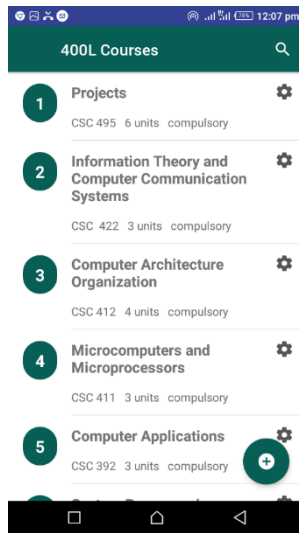 78% 12:07 pm
400L Courses
1
Projects
CSC 495 6 units compulsory
2
Information Theory and
Computer Communication
Systems
CSC 422 3 units compulsory
3
Computer Architecture
Organization
CSC 412 4 units compulsory
4
Microcomputers and
Microprocessors
CSC 411 3 units compulsory
5
Computer Applications
CSC 392 3 units compulsory